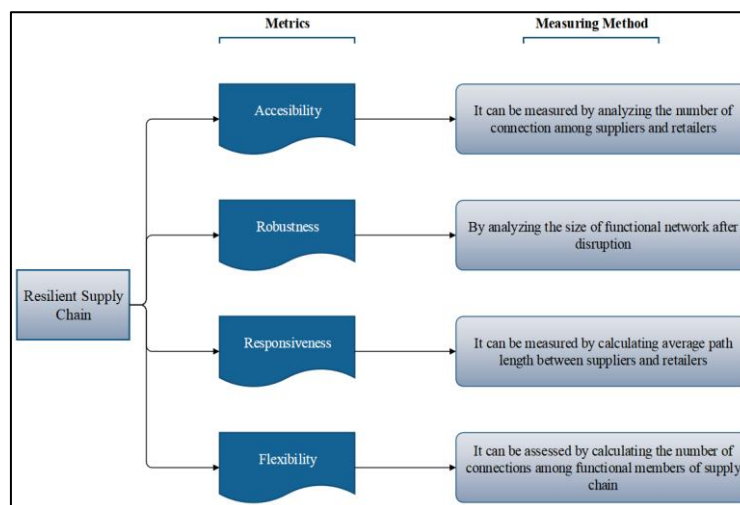 Metrics
Measuring Method
Accesibility
It can be measured by analyzing the number of
connection among suppliers and retailers
Robustness
By analyzing the size of functional network after
disruption
Resilient Supply
Chain
Responsiveness
It can be measured by calculating average path
length between suppliers and retailers
Flexibility
It can be assessed by calculating the number of
connections among functional members of supply
chain